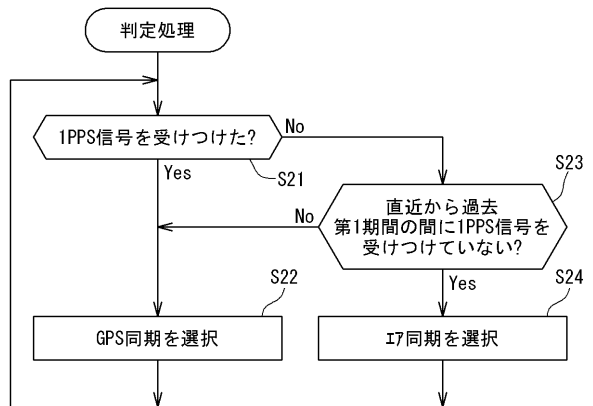 判定処理
1PPS信号を受けつけた?
No
Yes
S21
S23
直近から過去
第1期間の間に1PPS信号を
受けつけていない?
No
Yes
S22
GPS同期を選択
S24
ｴｱ同期を選択